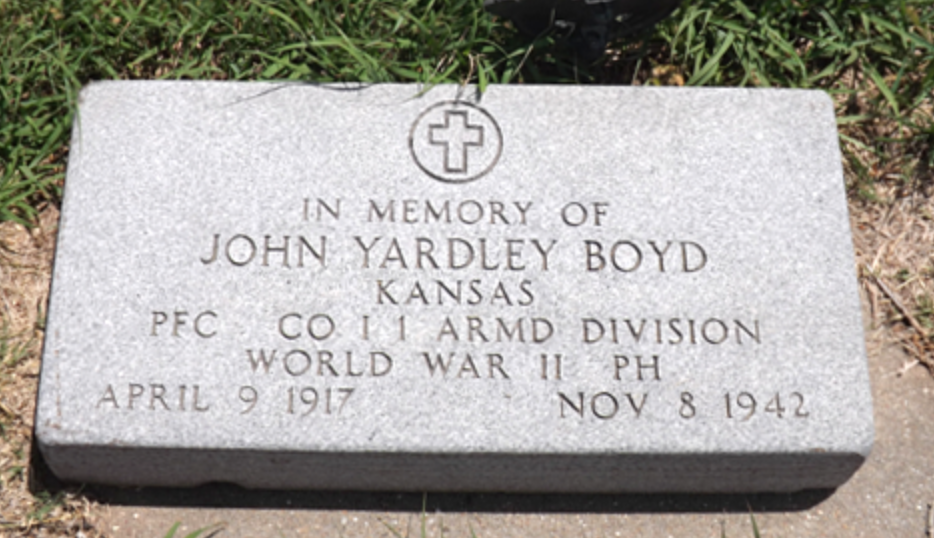 IN MEMORY OF
JOHN YARDLEY BOYD
KANSAS
PFC CO I 1 ARMD DIVISION
WORLD WAR II PH
APRIL 9 1917 NOV 8 1942